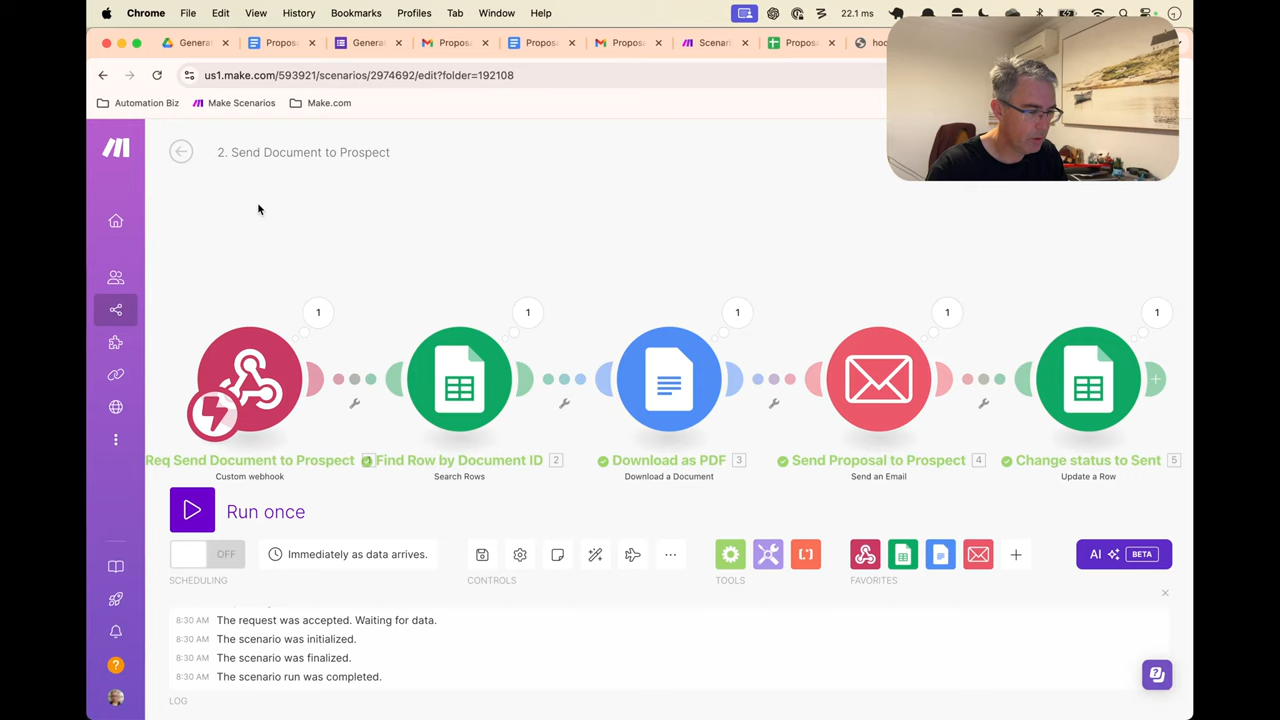 Chrome File Edit View History Bookmarks Profiles Tab Window Help 22.1 ms
Genera Propos Genera Propos Propos Propos Scenari Propos hoo
us1.make.com/593921/scenarios/2974692/edit?folder=192108
Automation Biz Make Scenarios Make.com
2. Send Document to Prospect
1 1 1 1 1
Req Send Document to Prospect 1 Find Row by Document ID 2 Download as PDF 3 Send Proposal to Prospect 4 Change status to Sent 5
Custom webhook Search Rows Download a Document Send an Email Update a Row
Run once
OFF Immediately as data arrives. AI BETA
SCHEDULING CONTROLS TOOLS FAVORITES
8:30 AM The request was accepted. Waiting for data.
8:30 AM The scenario was initialized.
8:30 AM The scenario was finalized.
8:30 AM The scenario run was completed.
LOG